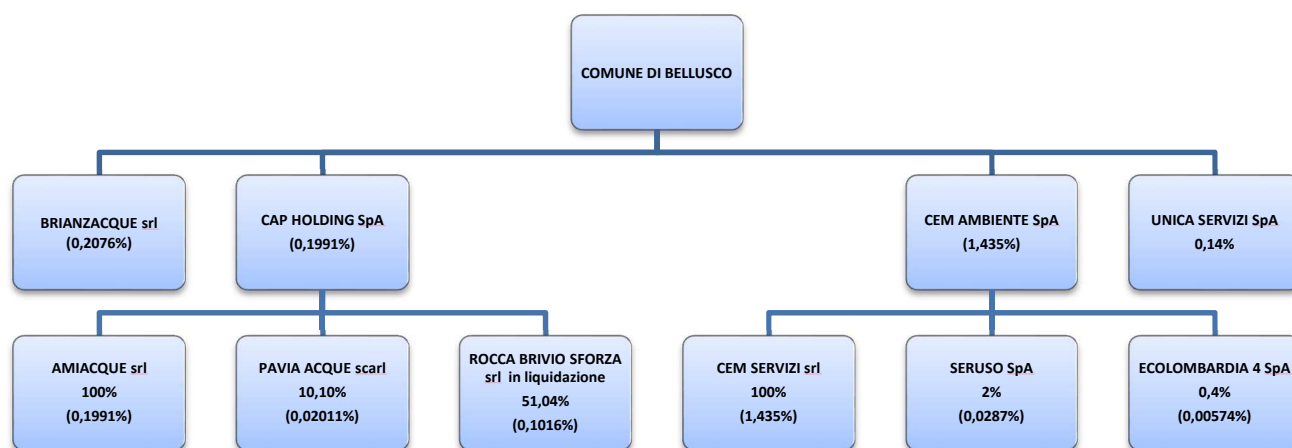 COMUNE DI BELLUSCO
BRIANZACQUE srl
(0,2076%)
CAP HOLDING SpA
(0,1991%)
CEM AMBIENTE SpA
(1,435%)
UNICA SERVIZI SpA
0,14%
AMIACQUE srl
100%
(0,1991%)
PAVIA ACQUE scarl
10,10%
(0,02011%)
ROCCA BRIVIO SFORZA
srl in liquidazione
51,04%
(0,1016%)
CEM SERVIZI srl
100%
(1,435%)
SERUSO SpA
2%
(0,0287%)
ECOLOMBARDIA 4 SpA
0,4%
(0,00574%)